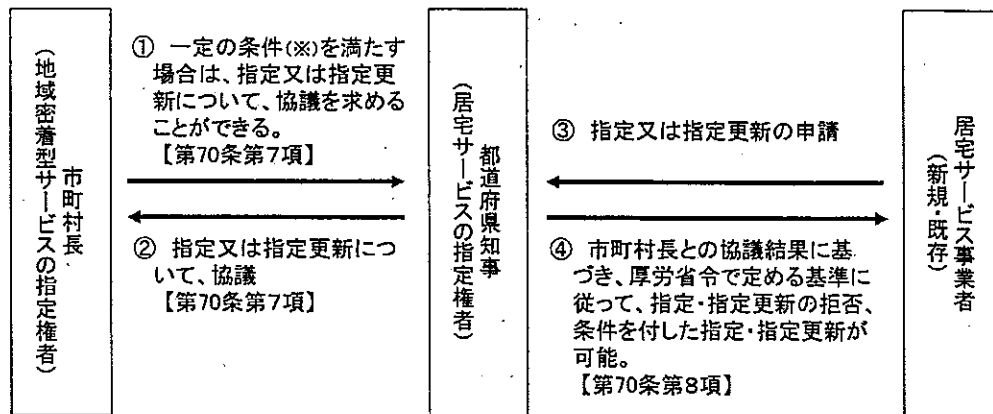 市町村長
（地域密着型サービスの指定権者）
① 一定の条件(※)を満たす
場合は、指定又は指定更
新について、協議を求める
ことができる。
【第70条第7項】
② 指定又は指定更新につ
いて、協議
【第70条第7項】
都道府県知事
（居宅サービスの指定権者）
③ 指定又は指定更新の申請
④ 市町村長との協議結果に基
づき、厚労省令で定める基準に
従って、指定・指定更新の拒否、
条件を付した指定・指定更新が
可能。
【第70条第8項】
居宅サービス事業者
（新規・既存）